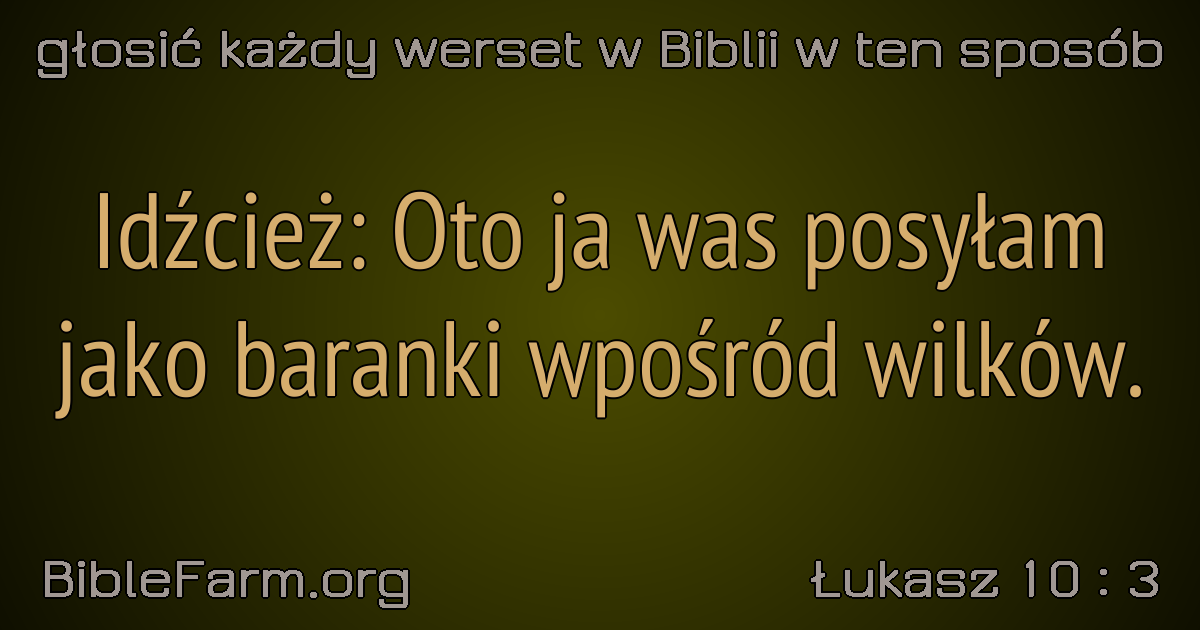 głosić każdy werset w Biblii w ten sposób
Idźcież: Oto ja was posyłam
jako baranki wpośród wilków.
BibleFarm.org
Łukasz 10 : 3